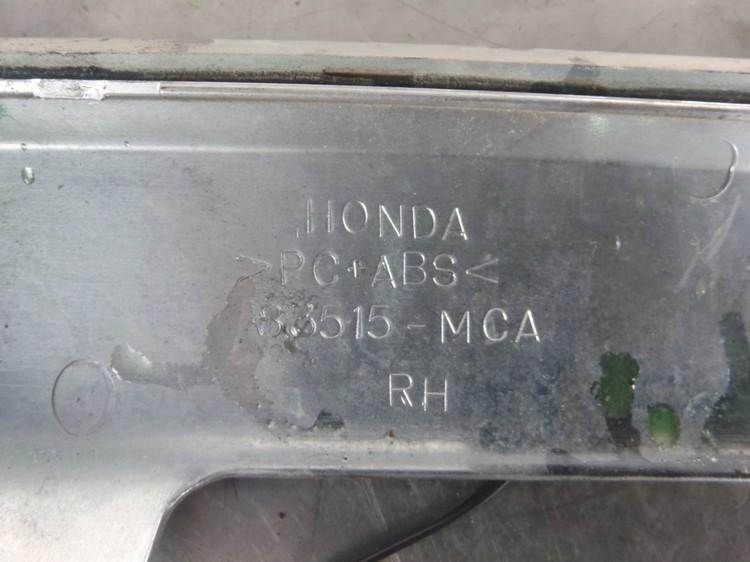 HONDA
>PC+ABS<
83515-MCA
RH